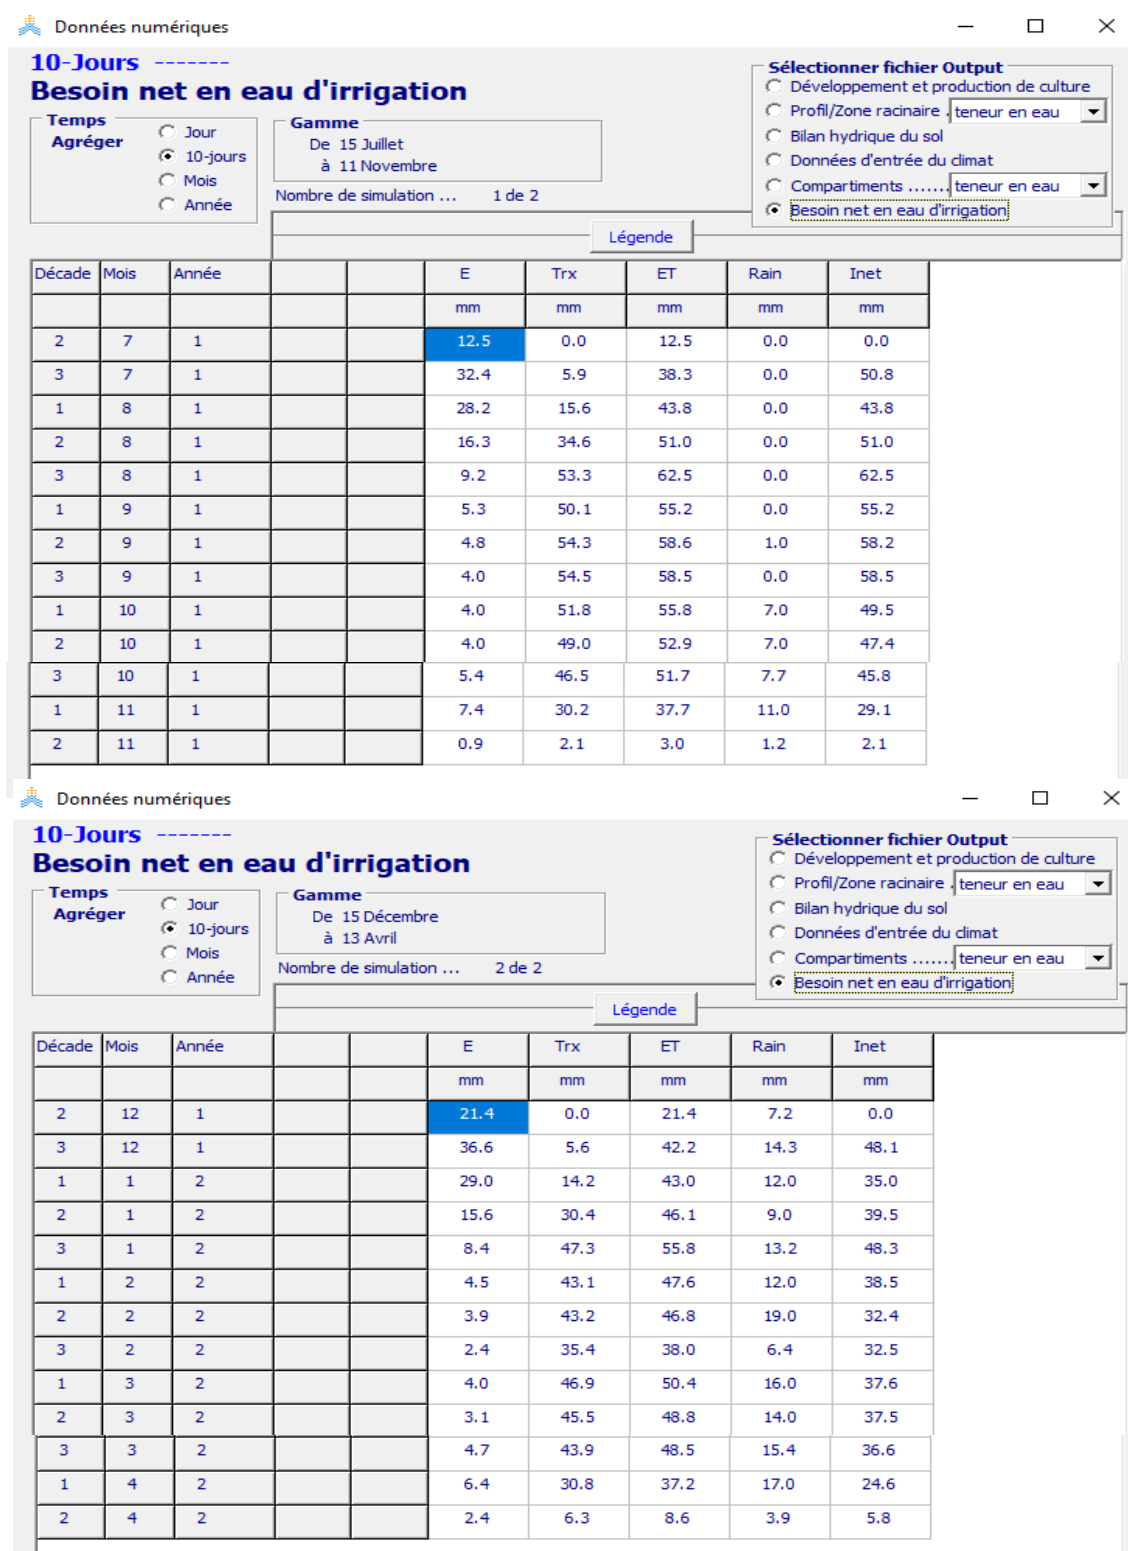 Données numériques
10-Jours -------
Besoin net en eau d'irrigation
Temps
Agréger
Jour
10-jours
Mois
Année
Gamme
De 15 Juillet
à 11 Novembre
Nombre de simulation ... 1 de 2
Sélectionner fichier Output
Développement et production de culture
Profil/Zone racinaire . teneur en eau
Bilan hydrique du sol
Données d'entrée du climat
Compartiments ....... teneur en eau
Besoin net en eau d'irrigation
Légende
Décade Mois Année E Trx ET Rain Inet
mm mm mm mm mm
2 7 1 12.5 0.0 12.5 0.0 0.0
3 7 1 32.4 5.9 38.3 0.0 50.8
1 8 1 28.2 15.6 43.8 0.0 43.8
2 8 1 16.3 34.6 51.0 0.0 51.0
3 8 1 9.2 53.3 62.5 0.0 62.5
1 9 1 5.3 50.1 55.2 0.0 55.2
2 9 1 4.8 54.3 58.6 1.0 58.2
3 9 1 4.0 54.5 58.5 0.0 58.5
1 10 1 4.0 51.8 55.8 7.0 49.5
2 10 1 4.0 49.0 52.9 7.0 47.4
3 10 1 5.4 46.5 51.7 7.7 45.8
1 11 1 7.4 30.2 37.7 11.0 29.1
2 11 1 0.9 2.1 3.0 1.2 2.1
Données numériques
10-Jours -------
Besoin net en eau d'irrigation
Temps
Agréger
Jour
10-jours
Mois
Année
Gamme
De 15 Décembre
à 13 Avril
Nombre de simulation ... 2 de 2
Sélectionner fichier Output
Développement et production de culture
Profil/Zone racinaire . teneur en eau
Bilan hydrique du sol
Données d'entrée du climat
Compartiments ....... teneur en eau
Besoin net en eau d'irrigation
Légende
Décade Mois Année E Trx ET Rain Inet
mm mm mm mm mm
2 12 1 21.4 0.0 21.4 7.2 0.0
3 12 1 36.6 5.6 42.2 14.3 48.1
1 1 2 29.0 14.2 43.0 12.0 35.0
2 1 2 15.6 30.4 46.1 9.0 39.5
3 1 2 8.4 47.3 55.8 13.2 48.3
1 2 2 4.5 43.1 47.6 12.0 38.5
2 2 2 3.9 43.2 46.8 19.0 32.4
3 2 2 2.4 35.4 38.0 6.4 32.5
1 3 2 4.0 46.9 50.4 16.0 37.6
2 3 2 3.1 45.5 48.8 14.0 37.5
3 3 2 4.7 43.9 48.5 15.4 36.6
1 4 2 6.4 30.8 37.2 17.0 24.6
2 4 2 2.4 6.3 8.6 3.9 5.8